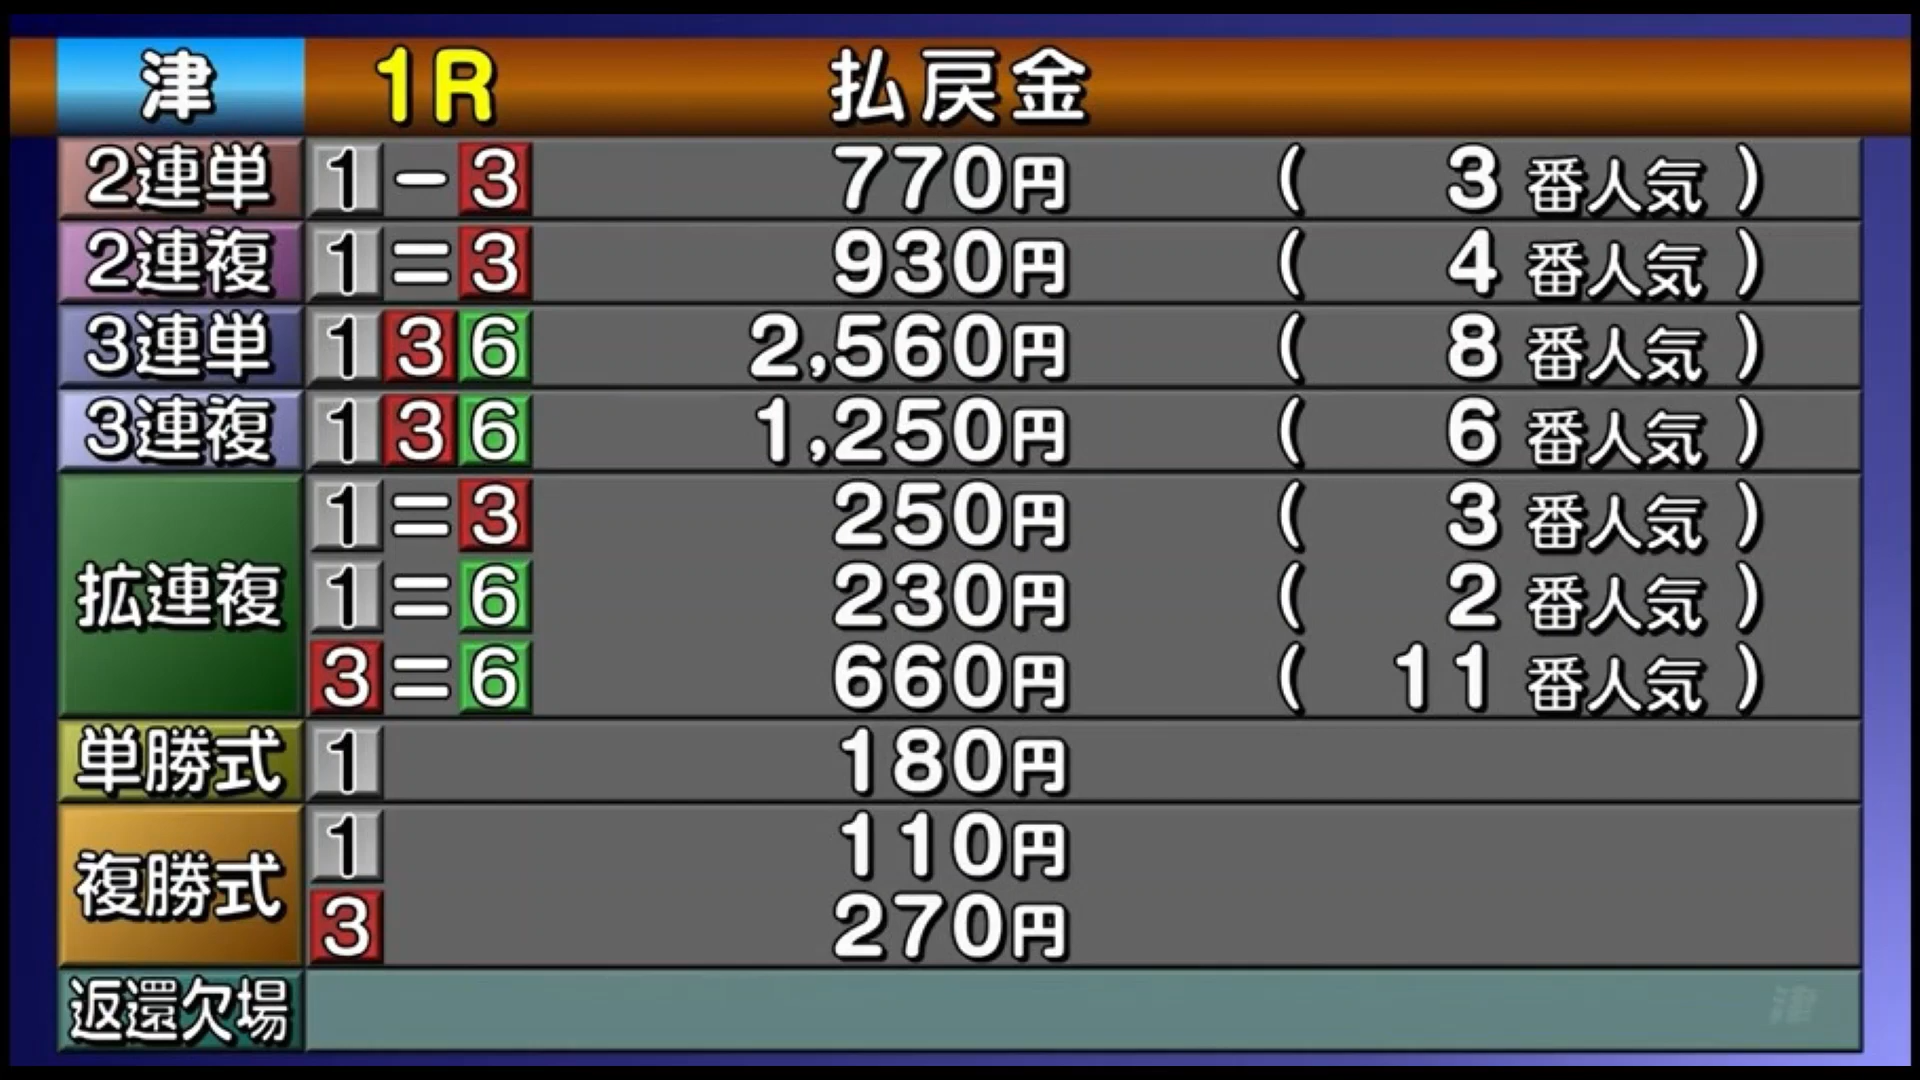 津 1R 払戻金
2連単 1-3 770円 ( 3 番人気 )
2連複 1=3 930円 ( 4 番人気 )
3連単 1 3 6 2,560円 ( 8 番人気 )
3連複 1 3 6 1,250円 ( 6 番人気 )
拡連複 1=3 250円 ( 3 番人気 )
1=6 230円 ( 2 番人気 )
3=6 660円 ( 11 番人気 )
単勝式 1 180円
複勝式 1 110円
3 270円
返還欠場
津